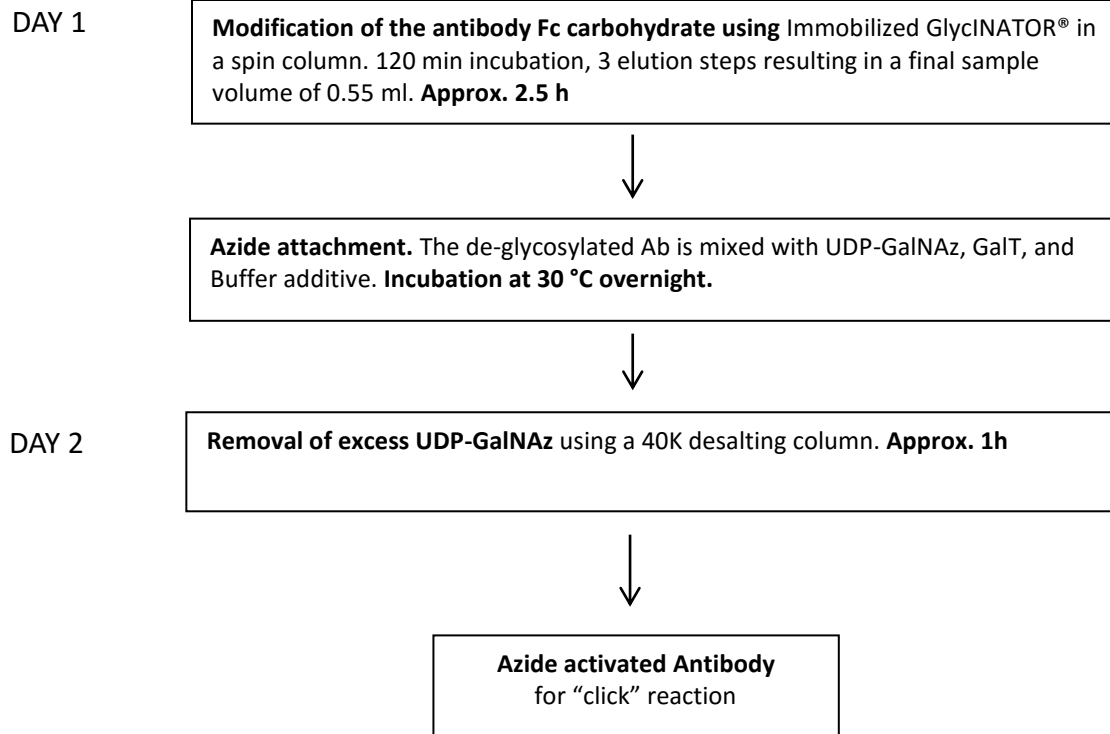 DAY 1
Modification of the antibody Fc carbohydrate using Immobilized GlycINATOR® in
a spin column. 120 min incubation, 3 elution steps resulting in a final sample
volume of 0.55 ml. Approx. 2.5 h
Azide attachment. The de-glycosylated Ab is mixed with UDP-GalNAz, GalT, and
Buffer additive. Incubation at 30 °C overnight.
DAY 2
Removal of excess UDP-GalNAz using a 40K desalting column. Approx. 1h
Azide activated Antibody
for “click” reaction